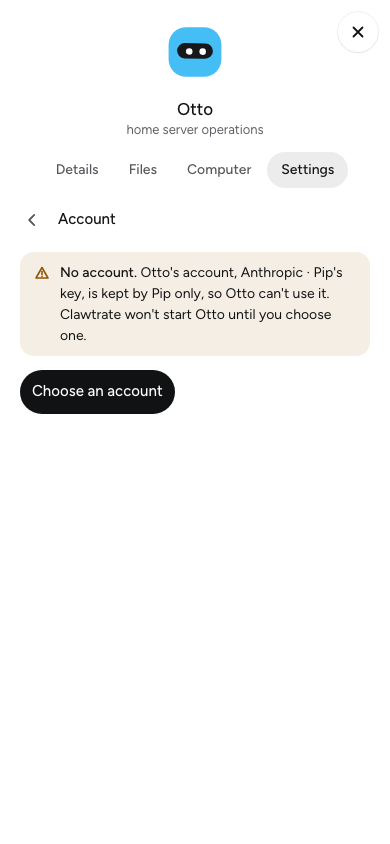 Otto
home server operations
Details Files Computer Settings
Account
No account. Otto's account, Anthropic · Pip's
key, is kept by Pip only, so Otto can't use it.
Clawtrate won't start Otto until you choose
one.
Choose an account